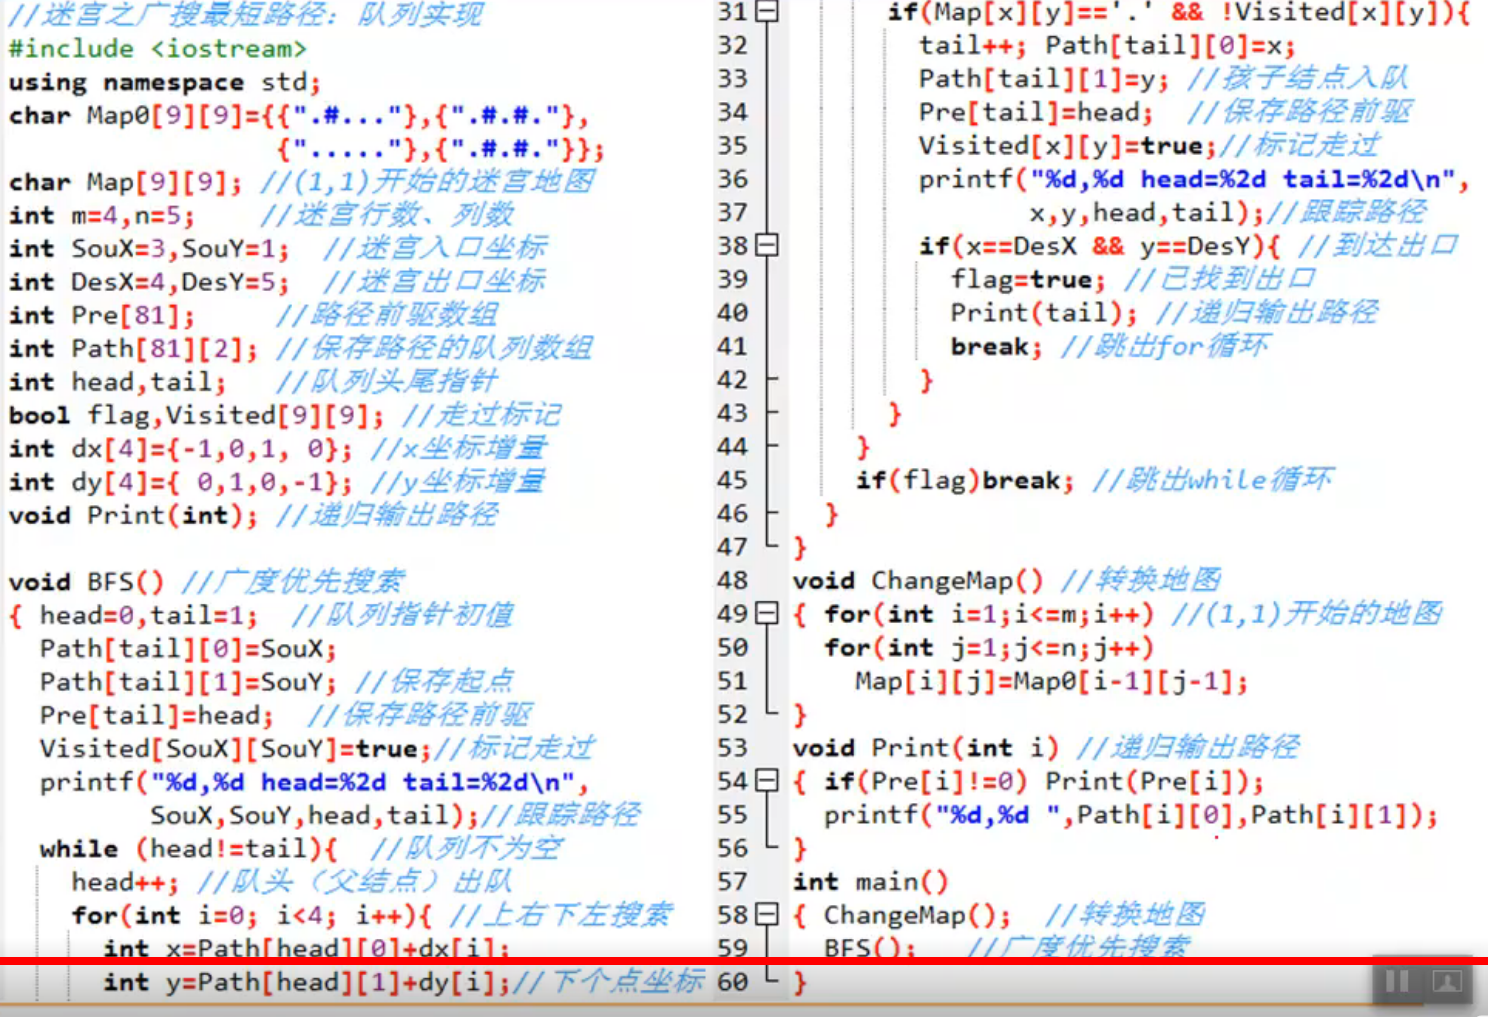 //迷宫之广搜最短路径：队列实现
#include <iostream>
using namespace std;
char Map0[9][9]={{".#..."},{".#.#."},
{"....."},{".#.#."}};
char Map[9][9]; //(1,1)开始的迷宫地图
int m=4,n=5; //迷宫行数、列数
int SouX=3,SouY=1; //迷宫入口坐标
int DesX=4,DesY=5; //迷宫出口坐标
int Pre[81]; //路径前驱数组
int Path[81][2]; //保存路径的队列数组
int head,tail; //队列头尾指针
bool flag,Visited[9][9]; //走过标记
int dx[4]={-1,0,1, 0}; //x坐标增量
int dy[4]={ 0,1,0,-1}; //y坐标增量
void Print(int); //递归输出路径
void BFS() //广度优先搜索
{ head=0,tail=1; //队列指针初值
Path[tail][0]=SouX;
Path[tail][1]=SouY; //保存起点
Pre[tail]=head; //保存路径前驱
Visited[SouX][SouY]=true;//标记走过
printf("%d,%d head=%2d tail=%2d\n",
SouX,SouY,head,tail);//跟踪路径
while (head!=tail){ //队列不为空
head++; //队头（父结点）出队
for(int i=0; i<4; i++){ //上右下左搜索
int x=Path[head][0]+dx[i];
int y=Path[head][1]+dy[i];//下个点坐标
31 if(Map[x][y]=='.' && !Visited[x][y]){
32 tail++; Path[tail][0]=x;
33 Path[tail][1]=y; //孩子结点入队
34 Pre[tail]=head; //保存路径前驱
35 Visited[x][y]=true;//标记走过
36 printf("%d,%d head=%2d tail=%2d\n",
37 x,y,head,tail);//跟踪路径
38 if(x==DesX && y==DesY){ //到达出口
39 flag=true; //已找到出口
40 Print(tail); //递归输出路径
41 break; //跳出for循环
42 }
43 }
44 }
45 if(flag)break; //跳出while循环
46 }
47 }
48 void ChangeMap() //转换地图
49 { for(int i=1;i<=m;i++) //(1,1)开始的地图
50 for(int j=1;j<=n;j++)
51 Map[i][j]=Map0[i-1][j-1];
52 }
53 void Print(int i) //递归输出路径
54 { if(Pre[i]!=0) Print(Pre[i]);
55 printf("%d,%d ",Path[i][0],Path[i][1]);
56 }
57 int main()
58 { ChangeMap(); //转换地图
59 BFS(); //广度优先搜索
60 }